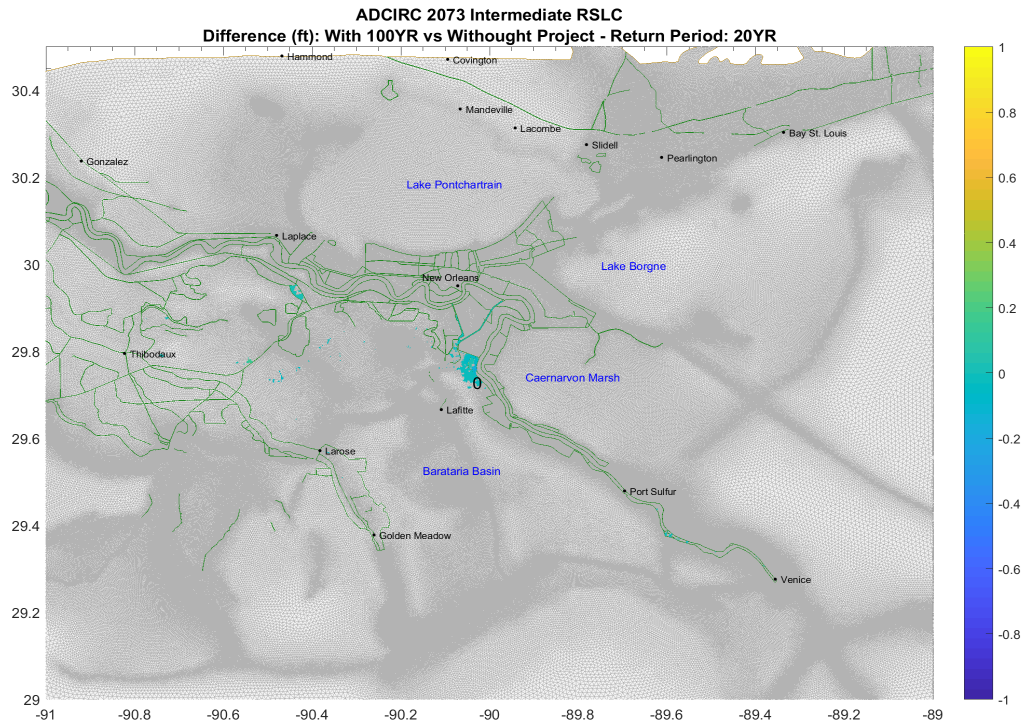 ADCIRC 2073 Intermediate RSLC
Difference (ft): With 100YR vs Withought Project - Return Period: 20YR
Hammond
Covington
1
30.4
0.8
Mandeville
Lacombe
Bay St. Louis
Slidell
Pearlington
Gonzalez
0.6
30.2
Lake Pontchartrain
0.4
Laplace
30
Lake Borgne
New Orleans
0.2
29.8
Thibodaux
0
Caernarvon Marsh
0
Lafitte
-0.2
29.6
Larose
Barataria Basin
Port Sulfur
-0.4
29.4
Golden Meadow
Venice
-0.6
29.2
-0.8
29
-1
-91
-90.8
-90.6
-90.4
-90.2
-90
-89.8
-89.6
-89.4
-89.2
-89